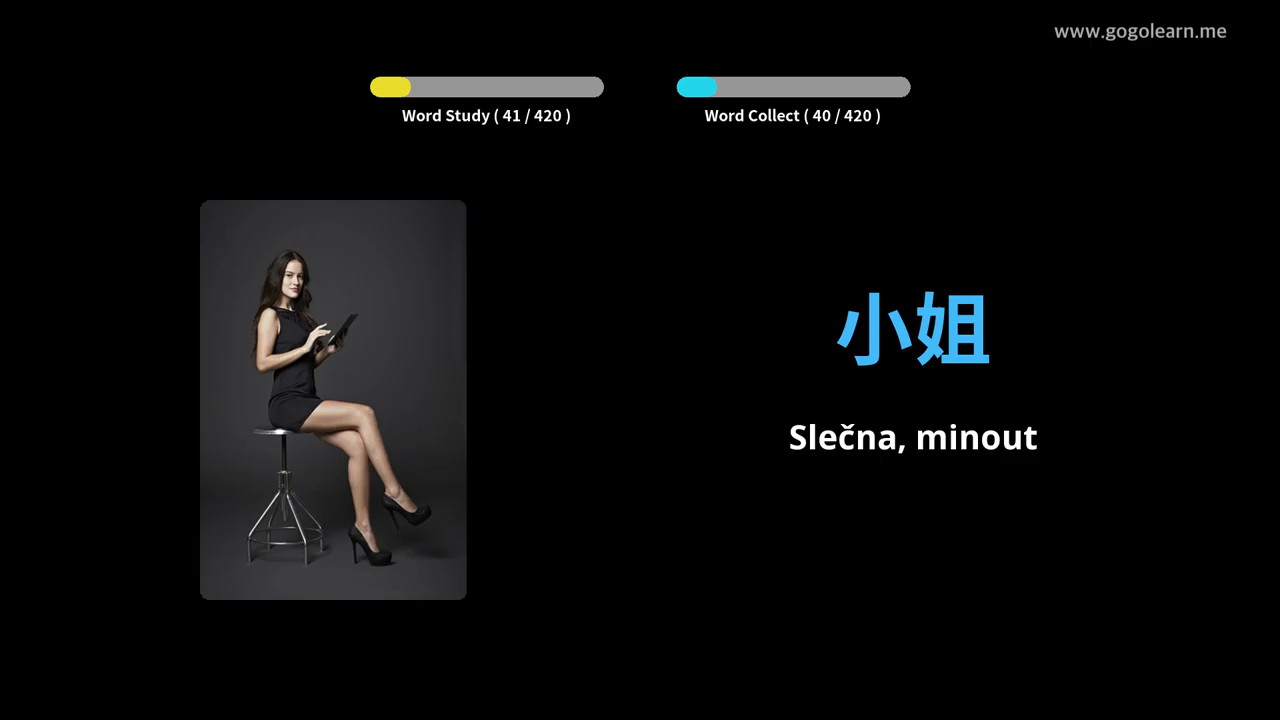 www.gogolearn.me
Word Study ( 41 / 420 )
Word Collect ( 40 / 420 )
小姐
Slečna, minout